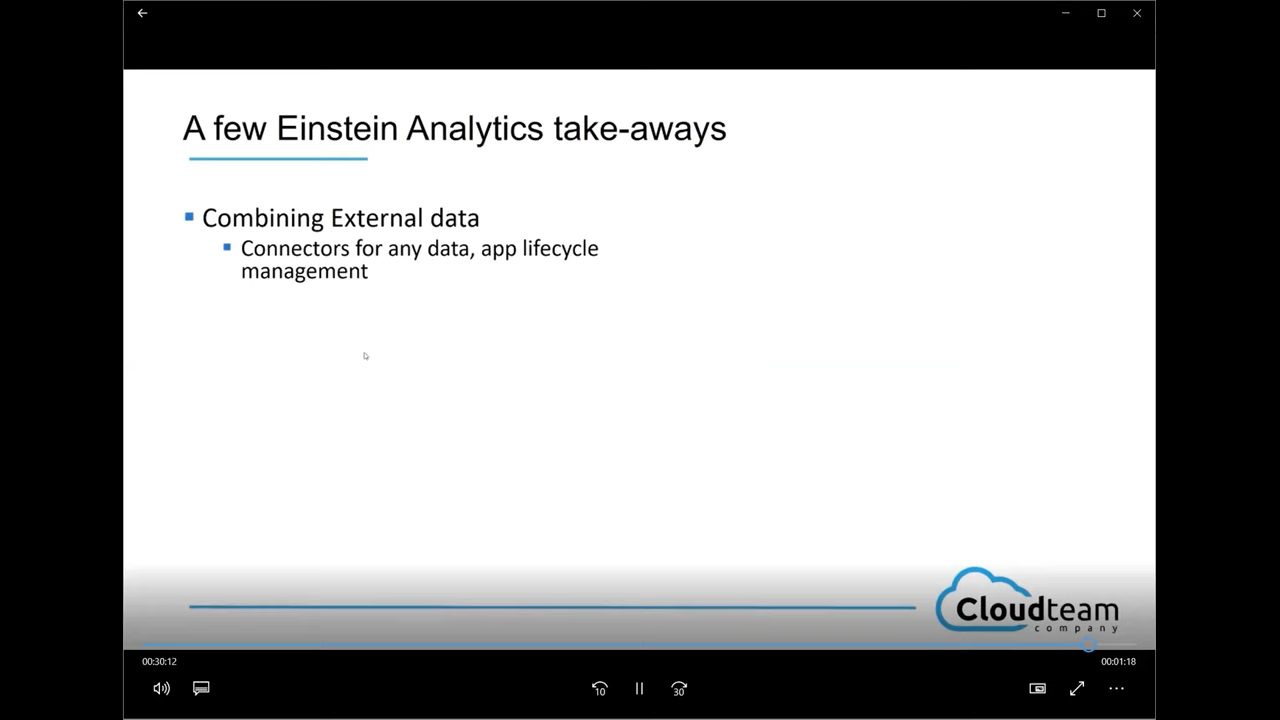 A few Einstein Analytics take-aways
Combining External data
Connectors for any data, app lifecycle
management
Cloudteam
company
00:30:12
00:01:18
10
30